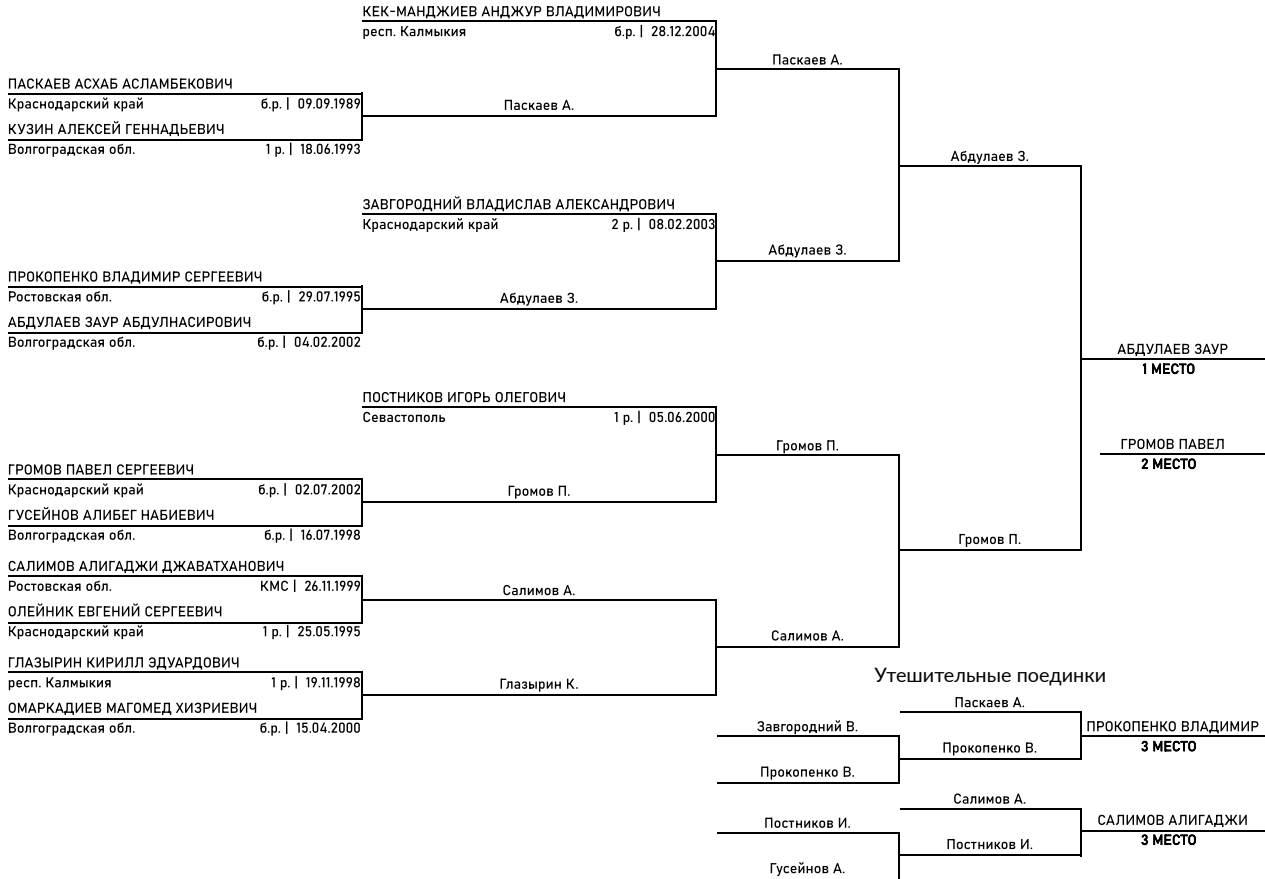 КЕК-МАНДЖИЕВ АНДЖУР ВЛАДИМИРОВИЧ
респ. Калмыкия б.р. | 28.12.2004
Паскаев А.
ПАСКАЕВ АСХАБ АСЛАМБЕКОВИЧ
Краснодарский край б.р. | 09.09.1989
Паскаев А.
КУЗИН АЛЕКСЕЙ ГЕННАДЬЕВИЧ
Волгоградская обл. 1 р. | 18.06.1993
Абдулаев З.
ЗАВГОРОДНИЙ ВЛАДИСЛАВ АЛЕКСАНДРОВИЧ
Краснодарский край 2 р. | 08.02.2003
Абдулаев З.
ПРОКОПЕНКО ВЛАДИМИР СЕРГЕЕВИЧ
Ростовская обл. б.р. | 29.07.1995
Абдулаев З.
АБДУЛАЕВ ЗАУР АБДУЛНАСИРОВИЧ
Волгоградская обл. б.р. | 04.02.2002
АБДУЛАЕВ ЗАУР
1 МЕСТО
ПОСТНИКОВ ИГОРЬ ОЛЕГОВИЧ
Севастополь 1 р. | 05.06.2000
Громов П.
ГРОМОВ ПАВЕЛ
2 МЕСТО
ГРОМОВ ПАВЕЛ СЕРГЕЕВИЧ
Краснодарский край б.р. | 02.07.2002
Громов П.
ГУСЕЙНОВ АЛИБЕГ НАБИЕВИЧ
Волгоградская обл. б.р. | 16.07.1998
Громов П.
САЛИМОВ АЛИГАДЖИ ДЖАВАТХАНОВИЧ
Ростовская обл. КМС | 26.11.1999
Салимов А.
ОЛЕЙНИК ЕВГЕНИЙ СЕРГЕЕВИЧ
Краснодарский край 1 р. | 25.05.1995
Салимов А.
ГЛАЗЫРИН КИРИЛЛ ЭДУАРДОВИЧ
респ. Калмыкия 1 р. | 19.11.1998
Глазырин К.
ОМАРКАДИЕВ МАГОМЕД ХИЗРИЕВИЧ
Волгоградская обл. б.р. | 15.04.2000
Утешительные поединки
Паскаев А.
Завгородний В.
ПРОКОПЕНКО ВЛАДИМИР
3 МЕСТО
Прокопенко В.
Прокопенко В.
Салимов А.
Постников И.
САЛИМОВ АЛИГАДЖИ
3 МЕСТО
Постников И.
Гусейнов А.